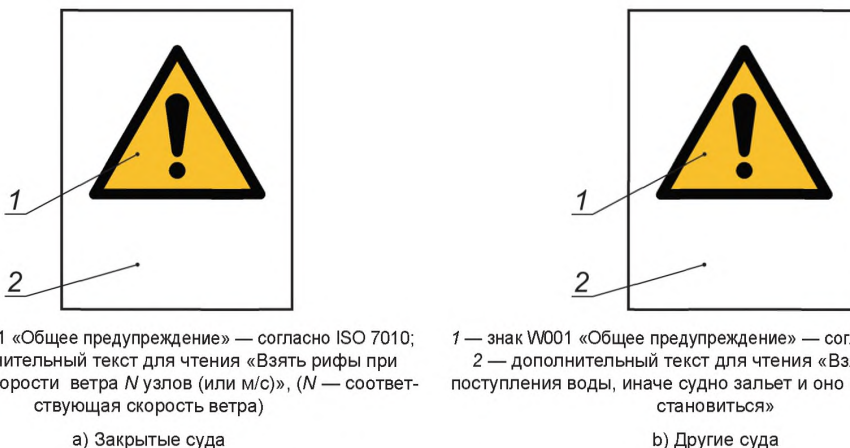 1
2
1 «Общее предупреждение» — согласно ISO 7010;
нительный текст для чтения «Взять рифы при
орости ветра N узлов (или м/с)», (N — соответ-
ствующая скорость ветра)
а) Закрытые суда
1
2
1 — знак W001 «Общее предупреждение» — сог
2 — дополнительный текст для чтения «Вз
поступления воды, иначе судно зальет и оно
становиться»
b) Другие суда